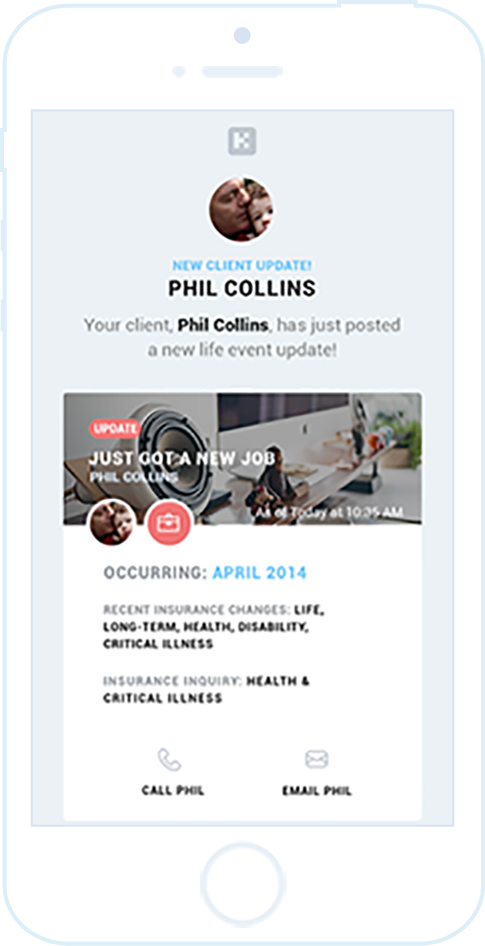 K
NEW CLIENT UPDATE!
PHIL COLLINS
Your client, Phil Collins, has just posted
a new life event update!
UPDATE
JUST GOT A NEW JOB
PHIL COLLINS
As of Today at 10:35 AM
OCCURRING: APRIL 2014
RECENT INSURANCE CHANGES: LIFE,
LONG-TERM, HEALTH, DISABILITY,
CRITICAL ILLNESS
INSURANCE INQUIRY: HEALTH &
CRITICAL ILLNESS
CALL PHIL
EMAIL PHIL